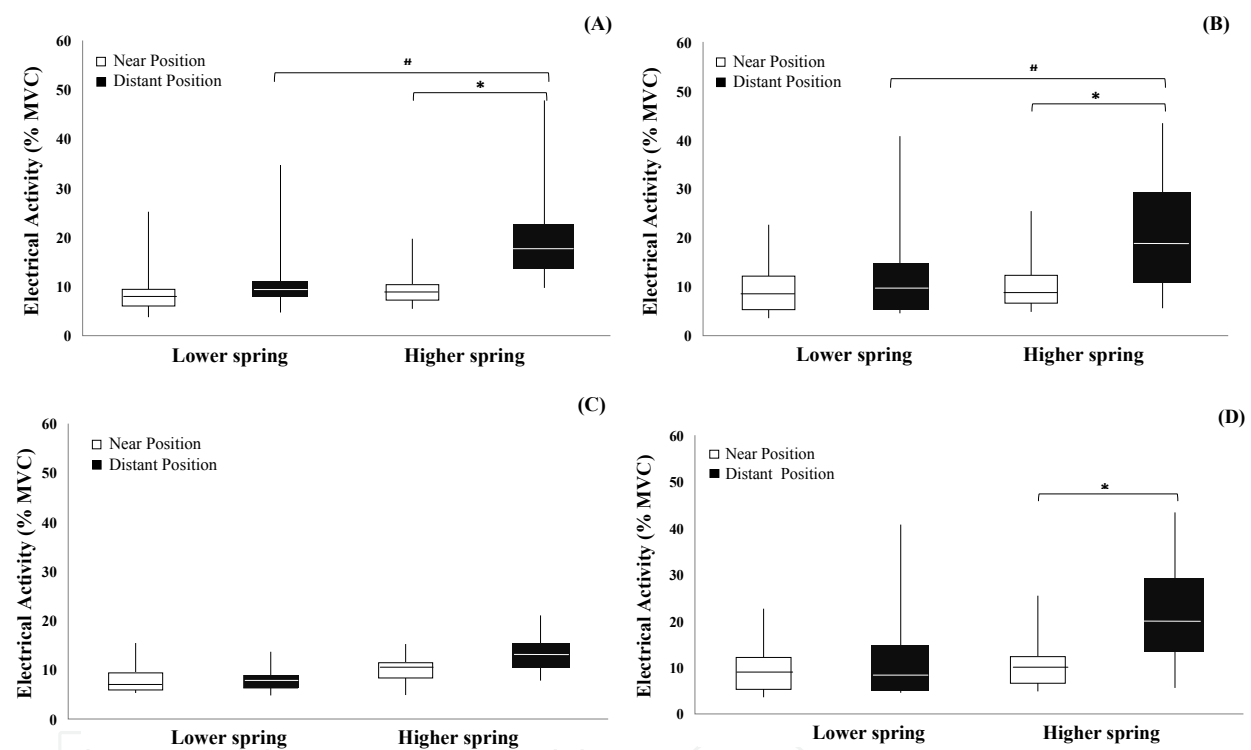 (A)
Electrical Activity (% MVC)
60
50
40
30
20
10
0
Near Position
Distant Position
#
*
Lower spring
Higher spring
(B)
Electrical Activity (% MVC)
60
50
40
30
20
10
0
Near Position
Distant Position
#
*
Lower spring
Higher spring
(C)
Electrical Activity (% MVC)
60
50
40
30
20
10
0
Near Position
Distant Position
Lower spring
Higher spring
(D)
Electrical Activity (% MVC)
60
50
40
30
20
10
0
Near Position
Distant Position
*
Lower spring
Higher spring